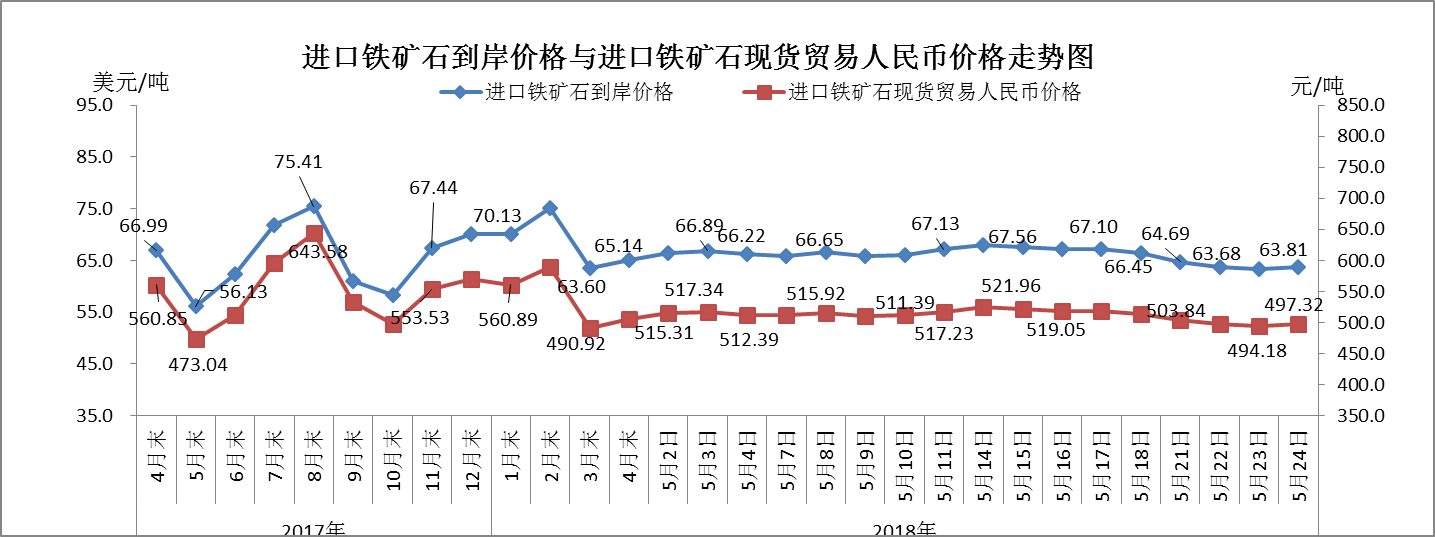 进口铁矿石到岸价格与进口铁矿石现货贸易人民币价格走势图
美元/吨
元/吨
进口铁矿石到岸价格
进口铁矿石现货贸易人民币价格
95.0
85.0
75.0
65.0
55.0
45.0
35.0
850.0
800.0
750.0
700.0
650.0
600.0
550.0
500.0
450.0
400.0
350.0
66.99
56.13
75.41
67.44
70.13
63.60
65.14
66.89
66.22
66.65
67.13
67.56
67.10
66.45
64.69
63.68
63.81
560.85
473.04
643.58
553.53
560.89
490.92
515.31
517.34
512.39
515.92
511.39
517.23
521.96
519.05
503.84
494.18
497.32
4月末
5月末
6月末
7月末
8月末
9月末
10月末
11月末
12月末
1月末
2月末
3月末
4月末
5月2日
5月3日
5月4日
5月7日
5月8日
5月9日
5月10日
5月11日
5月14日
5月15日
5月16日
5月17日
5月18日
5月21日
5月22日
5月23日
5月24日
2017年
2018年